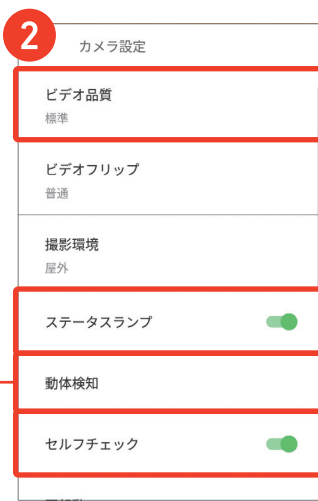 2
カメラ設定
ビデオ品質
標準
ビデオフリップ
普通
撮影環境
屋外
ステータスランプ
動体検知
セルフチェック